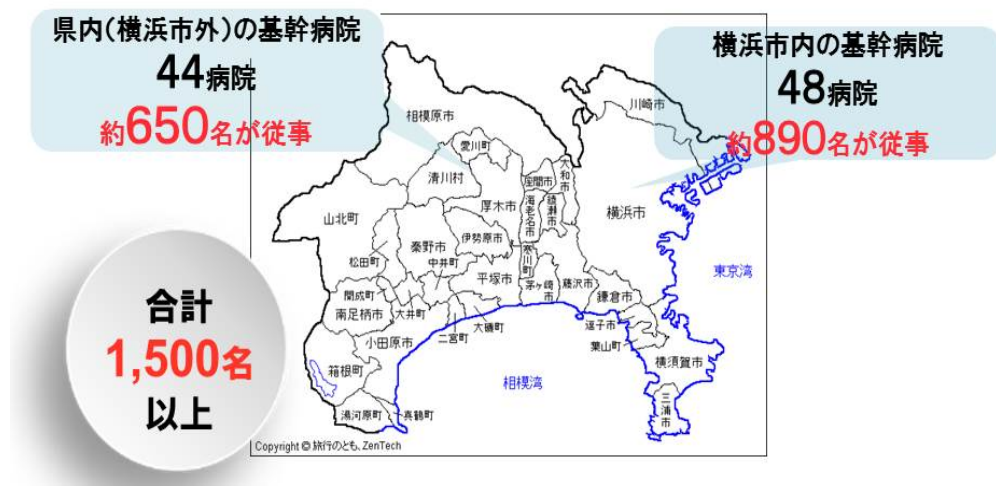 県内(横浜市外)の基幹病院
44病院
約650名が従事
横浜市内の基幹病院
48病院
約890名が従事
合計
1,500名
以上
川崎市
相模原市
愛川町
清川村
座間市
大和市
海老名市
綾瀬市
厚木市
横浜市
山北町
秦野市
伊勢原市
寒川町
松田町
中井町
平塚市
茅ヶ崎市
藤沢市
鎌倉市
東京湾
開成町
南足柄市
大井町
二宮町
大磯町
逗子市
葉山町
小田原市
箱根町
相模湾
横須賀市
三浦市
湯河原町
真鶴町
Copyright © 旅行のとも、ZenTech